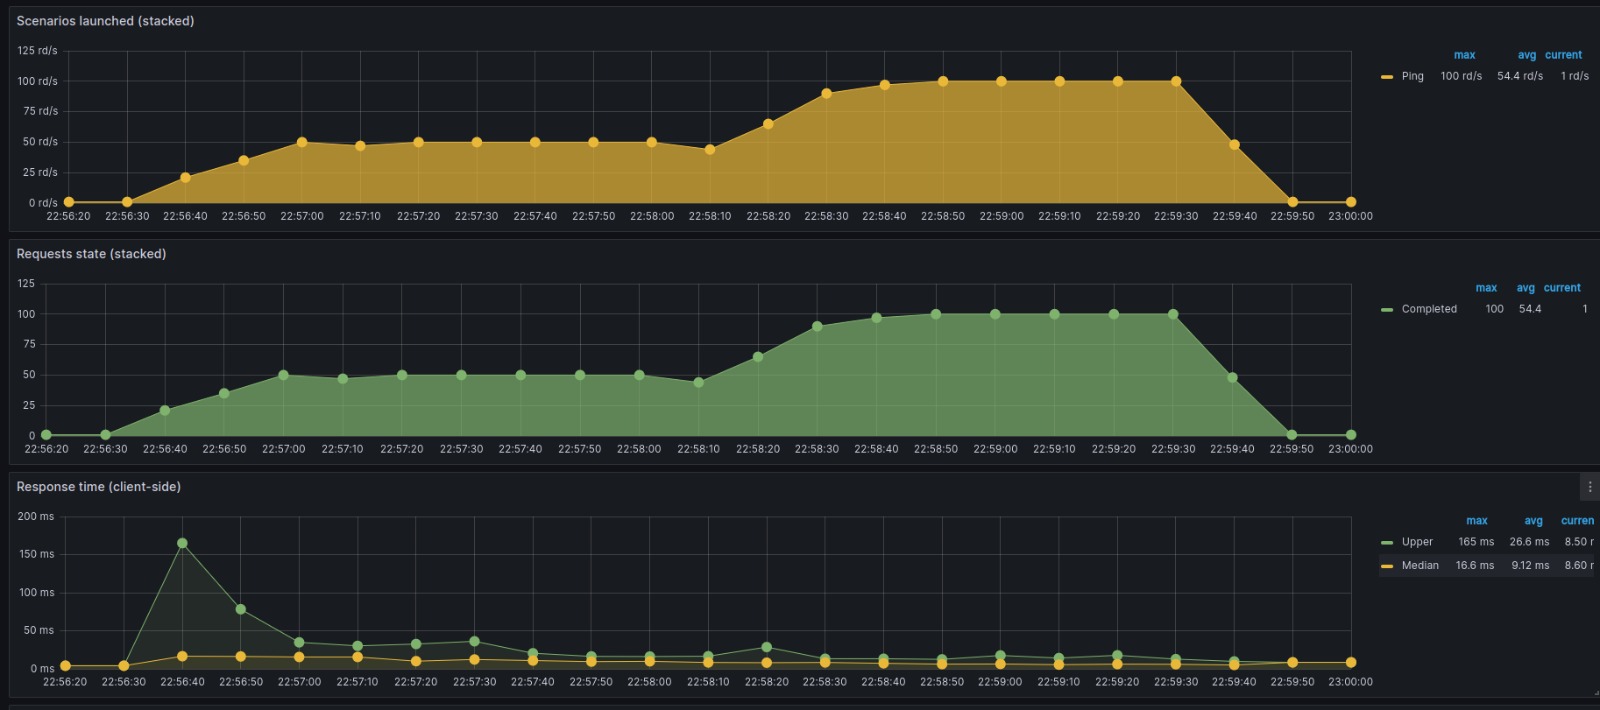 Scenarios launched (stacked)
125 rd/s
100 rd/s
75 rd/s
50 rd/s
25 rd/s
0 rd/s
22:56:20 22:56:30 22:56:40 22:56:50 22:57:00 22:57:10 22:57:20 22:57:30 22:57:40 22:57:50 22:58:00 22:58:10 22:58:20 22:58:30 22:58:40 22:58:50 22:59:00 22:59:10 22:59:20 22:59:30 22:59:40 22:59:50 23:00:00
max avg current
Ping 100 rd/s 54.4 rd/s 1 rd/s
Requests state (stacked)
125
100
75
50
25
0
22:56:20 22:56:30 22:56:40 22:56:50 22:57:00 22:57:10 22:57:20 22:57:30 22:57:40 22:57:50 22:58:00 22:58:10 22:58:20 22:58:30 22:58:40 22:58:50 22:59:00 22:59:10 22:59:20 22:59:30 22:59:40 22:59:50 23:00:00
max avg current
Completed 100 54.4 1
Response time (client-side)
200 ms
150 ms
100 ms
50 ms
0 ms
22:56:20 22:56:30 22:56:40 22:56:50 22:57:00 22:57:10 22:57:20 22:57:30 22:57:40 22:57:50 22:58:00 22:58:10 22:58:20 22:58:30 22:58:40 22:58:50 22:59:00 22:59:10 22:59:20 22:59:30 22:59:40 22:59:50 23:00:00
max avg curren
Upper 165 ms 26.6 ms 8.50
Median 16.6 ms 9.12 ms 8.60